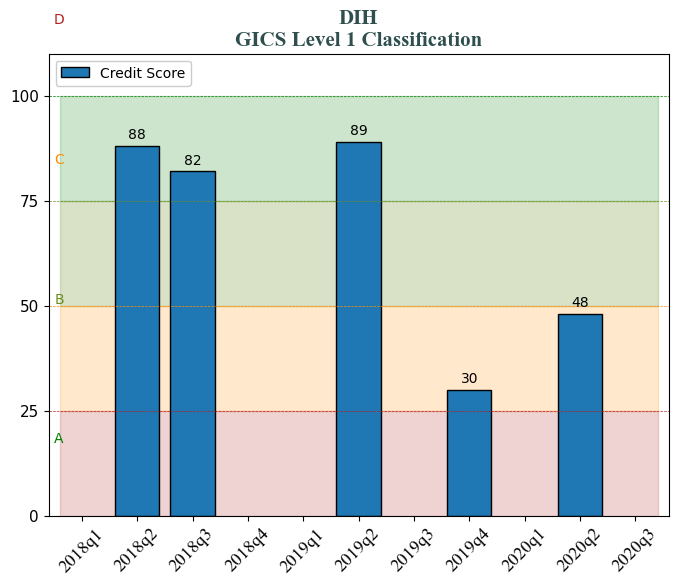 D
DIH
GICS Level 1 Classification
Credit Score
100
89
88
82
C
75
B
50
48
30
25
A
0
2018q1
2018q2
2018q3
2018q4
2019q1
2019q2
2019q3
2019q4
2020q1
2020q2
2020q3